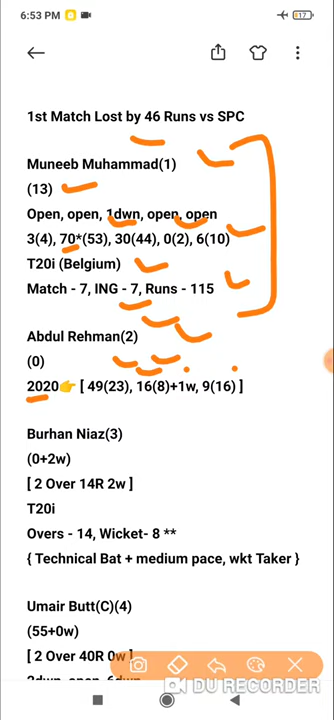 6:53 PM
17
1st Match Lost by 46 Runs vs SPC
Muneeb Muhammad(1)
(13)
Open, open, 1dwn, open, open
3(4), 70*(53), 30(44), 0(2), 6(10)
T20i (Belgium)
Match - 7, ING - 7, Runs - 115
Abdul Rehman(2)
(0)
2020👉[ 49(23), 16(8)+1w, 9(16) ]
Burhan Niaz(3)
(0+2w)
[ 2 Over 14R 2w ]
T20i
Overs - 14, Wicket- 8 **
{ Technical Bat + medium pace, wkt Taker }
Umair Butt(C)(4)
(55+0w)
[ 2 Over 40R 0w ]
2dwn, open, 6dwn
DU RECORDER